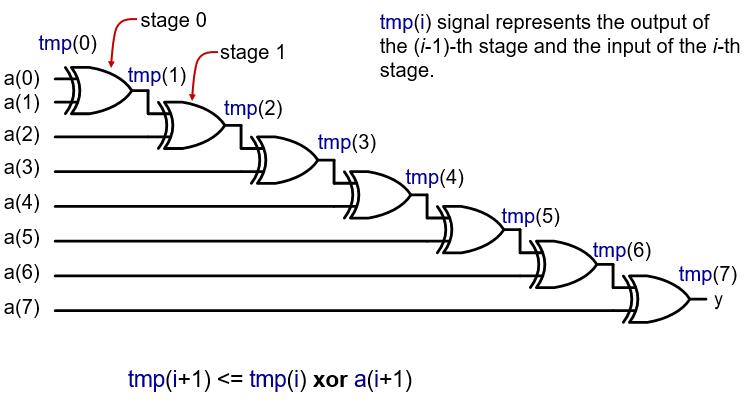 stage 0
tmp(i) signal represents the output of
the (i-1)-th stage and the input of the i-th
stage.
tmp(0)
stage 1
a(0)
tmp(1)
a(1)
tmp(2)
a(2)
tmp(3)
a(3)
tmp(4)
a(4)
tmp(5)
a(5)
tmp(6)
a(6)
tmp(7)
y
a(7)
tmp(i+1) <= tmp(i) xor a(i+1)